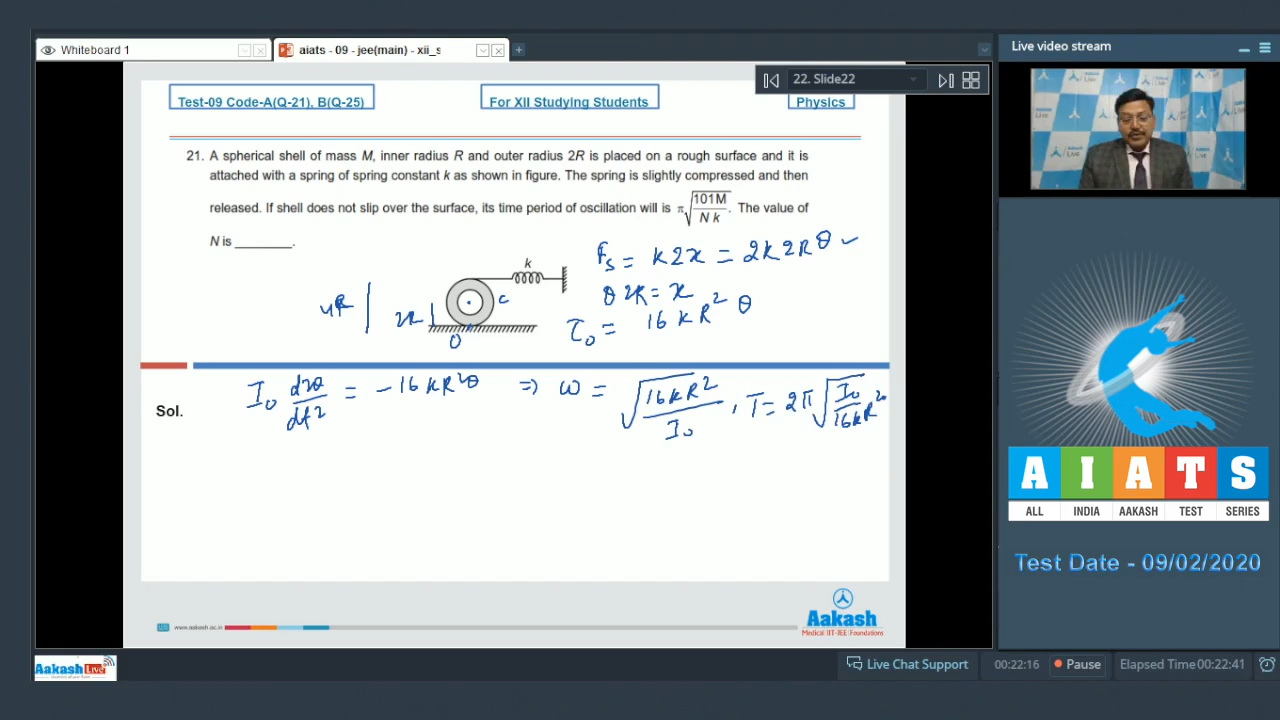 Whiteboard 1
aiats - 09 - jee(main) - xii_s
Live video stream
22. Slide22
Test-09 Code-A(Q-21), B(Q-25)
For XII Studying Students
Physics
21. A spherical shell of mass M, inner radius R and outer radius 2R is placed on a rough surface and it is
attached with a spring of spring constant k as shown in figure. The spring is slightly compressed and then
released. If shell does not slip over the surface, its time period of oscillation will is π√(101M/N k). The value of
N is ________.
k
4R
2R
C
O
Fs = k2x = 2k2Rθ ✓
θ2R = x
τ₀ = 16kR²θ
I₀ d²θ/dt² = -16kR²θ ⇒ ω = √(16kR²/I₀), T = 2π√(I₀/16kR²)
Sol.
www.aakash.ac.in
Aakash
Medical | IIT-JEE | Foundations
AIATS
ALL INDIA AAKASH TEST SERIES
Test Date - 09/02/2020
Aakash Live
Live Chat Support
00:22:16
Pause
Elapsed Time 00:22:41